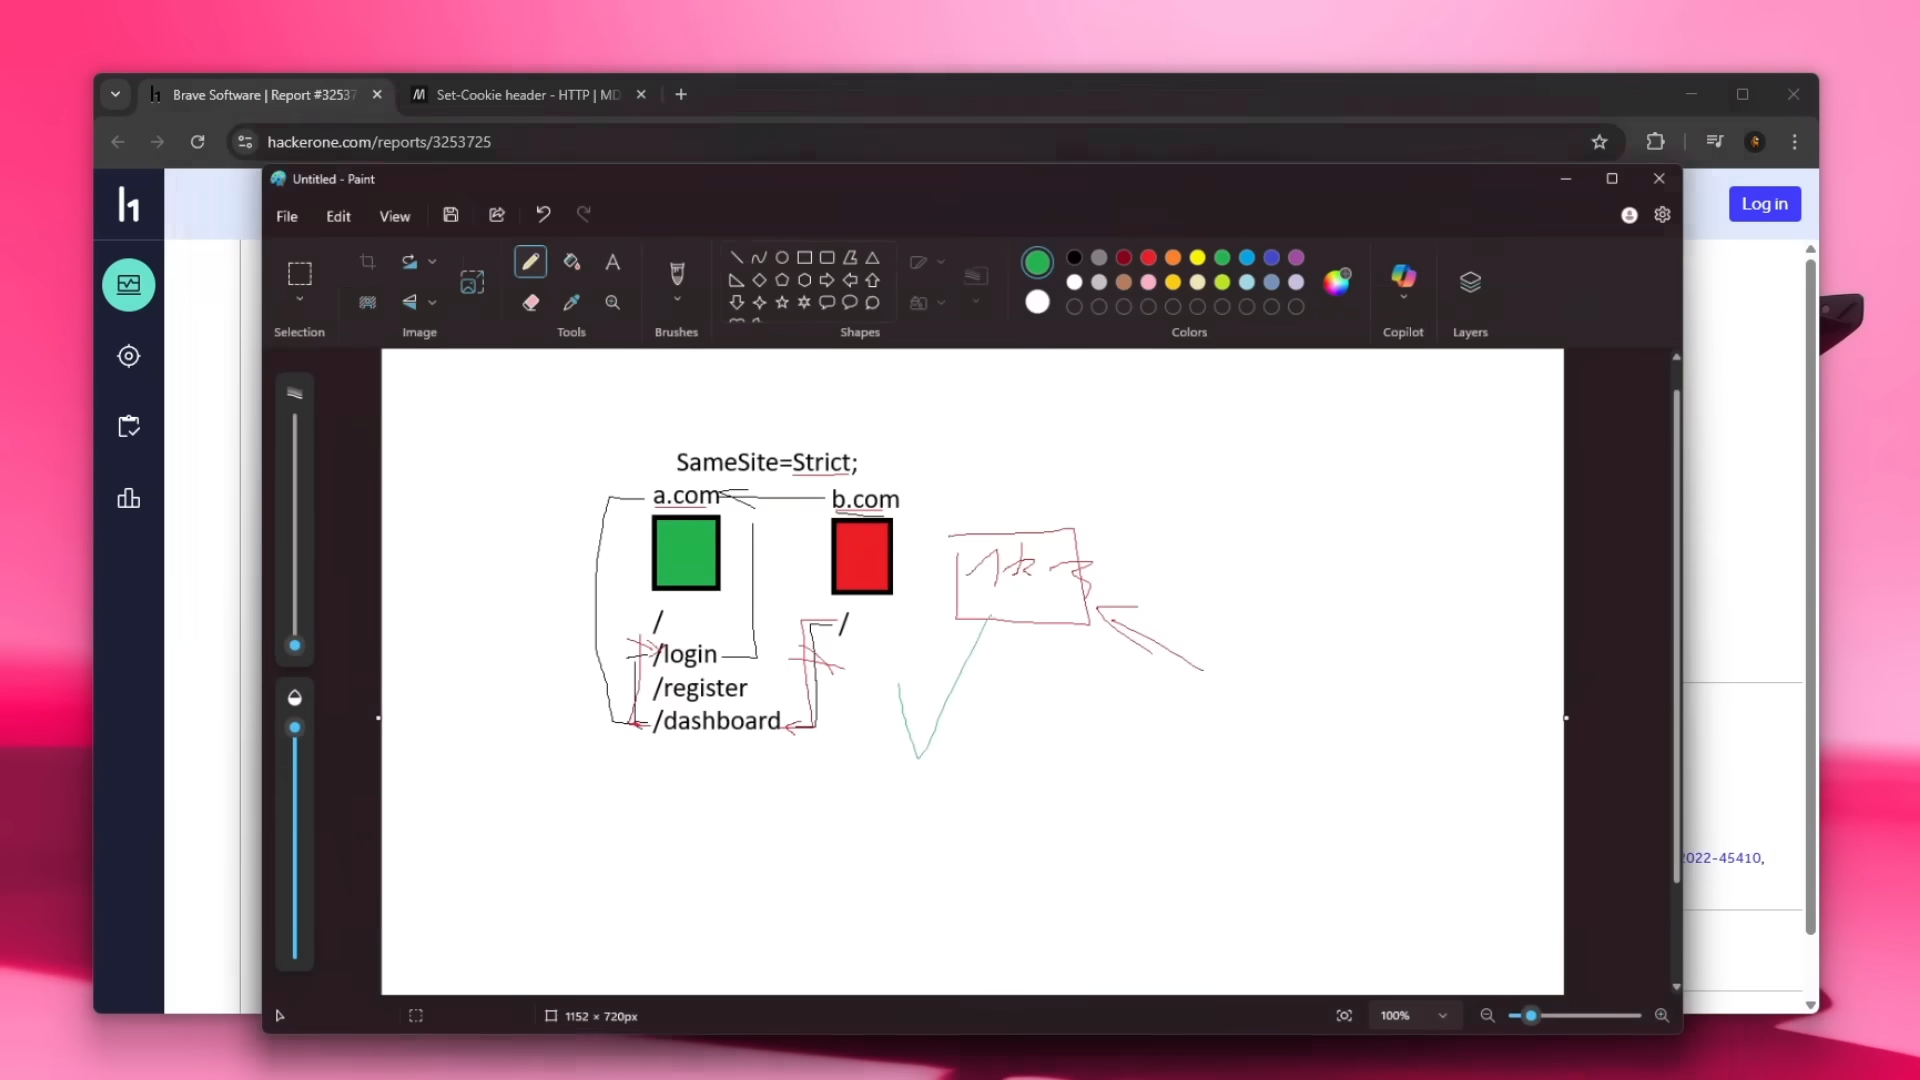 Brave Software | Report #32537
Set-Cookie header - HTTP | MD
hackerone.com/reports/3253725
Untitled - Paint
Log in
File
Edit
View
Selection
Image
Tools
Brushes
Shapes
Colors
Copilot
Layers
SameSite=Strict;
a.com
b.com
/
/
/login
/register
/dashboard
2022-45410,
1152 × 720px
100%